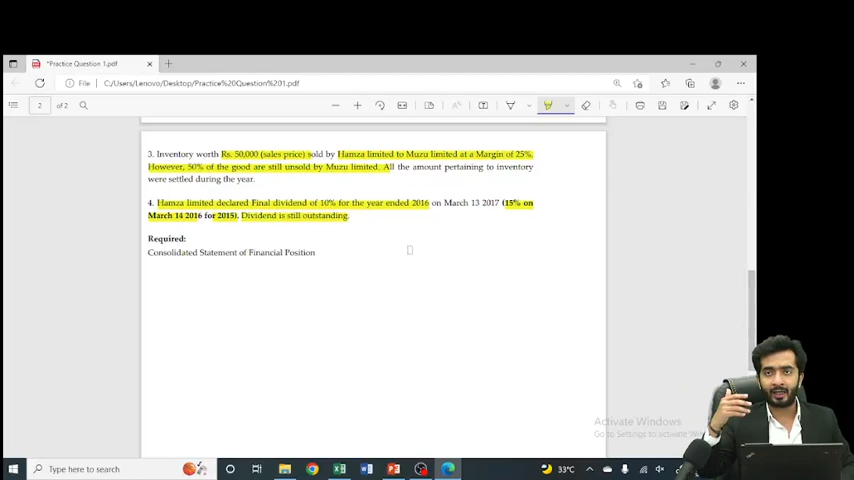 *Practice Question 1.pdf
File
C:/Users/Lenovo/Desktop/Practice%20Question%201.pdf
2
of 2
3. Inventory worth Rs. 50,000 (sales price) sold by Hamza limited to Muzu limited at a Margin of 25%.
However, 50% of the good are still unsold by Muzu limited. All the amount pertaining to inventory
were settled during the year.
4. Hamza limited declared Final dividend of 10% for the year ended 2016 on March 13 2017 (15% on
March 14 2016 for 2015). Dividend is still outstanding.
Required:
Consolidated Statement of Financial Position
Activate Windows
Go to Settings to activate
Type here to search
33°C